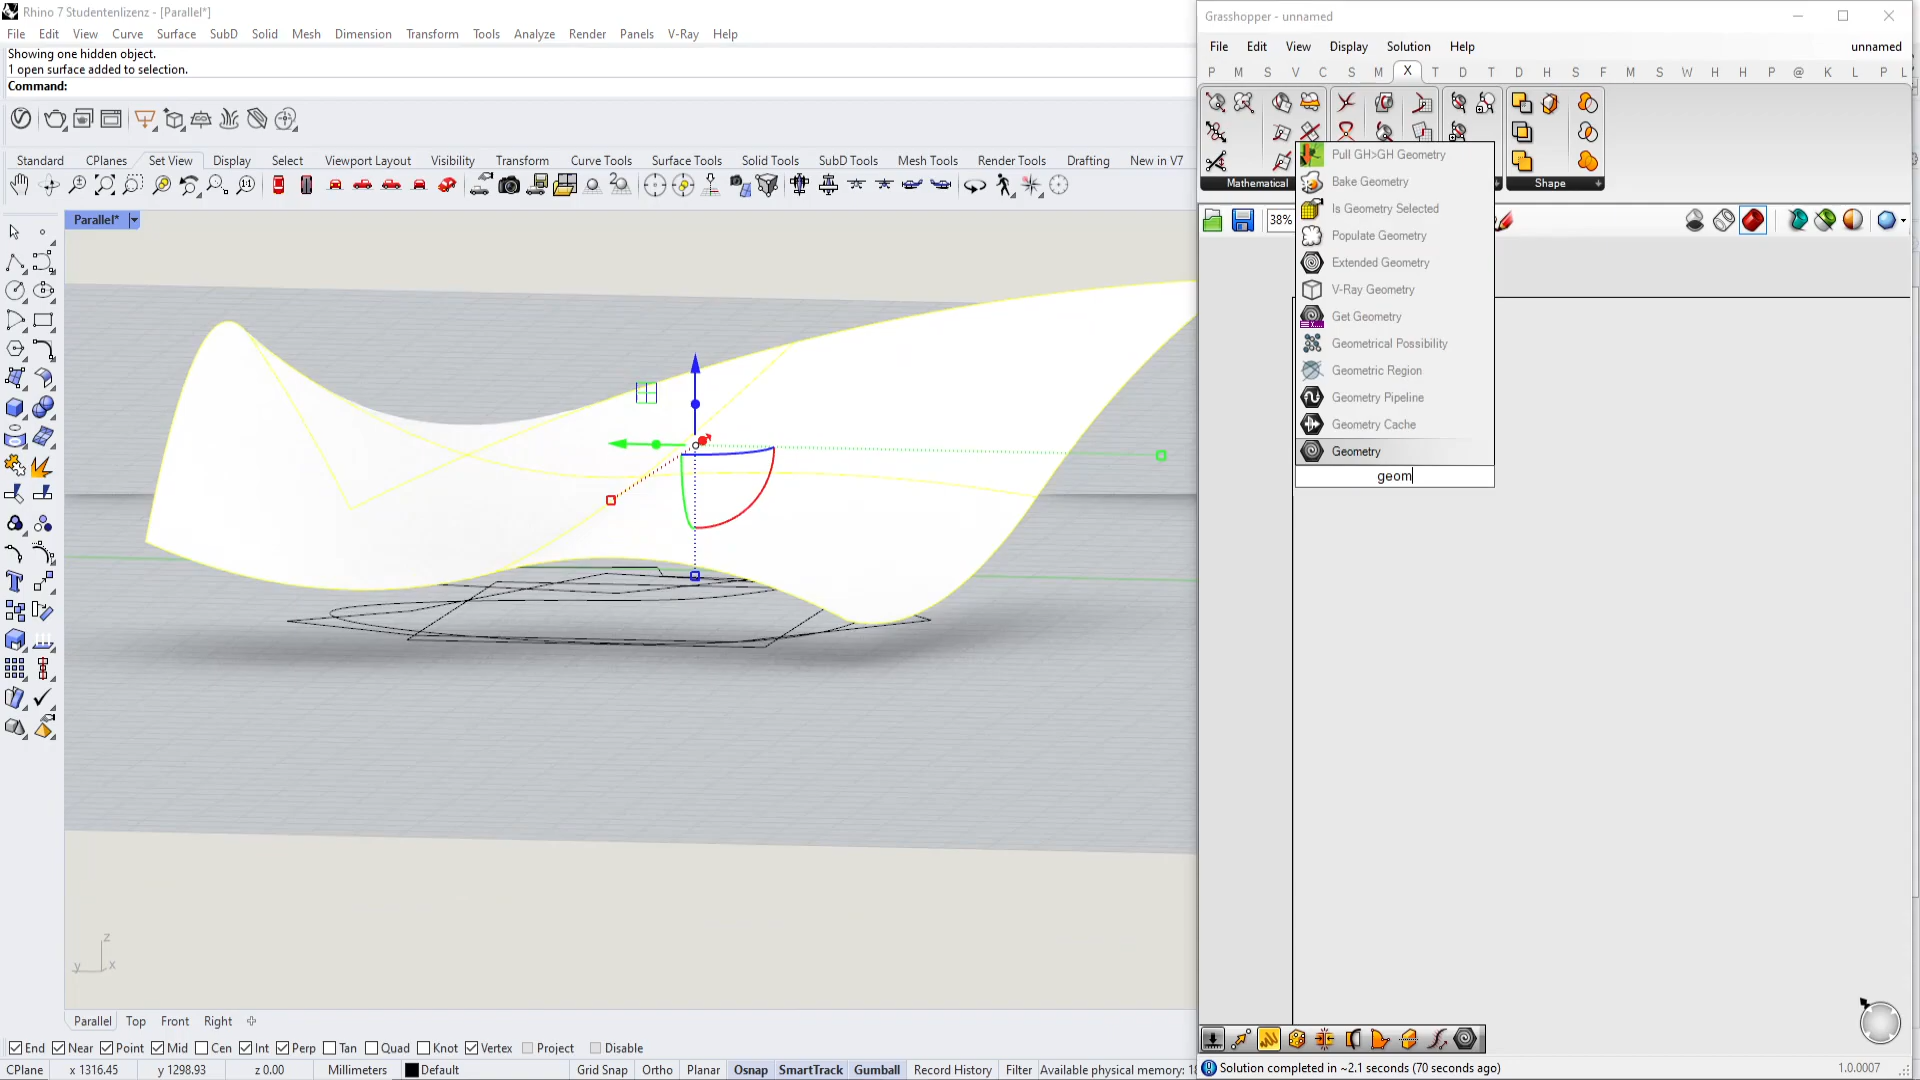 Rhino 7 Studentenlizenz - [Parallel*]
File Edit View Curve Surface SubD Solid Mesh Dimension Transform Tools Analyze Render Panels V-Ray Help
Showing one hidden object.
1 open surface added to selection.
Command:
Standard CPlanes Set View Display Select Viewport Layout Visibility Transform Curve Tools Surface Tools Solid Tools SubD Tools Mesh Tools Render Tools Drafting New in V7
Parallel*
z
y x
Parallel Top Front Right
End Near Point Mid Cen Int Perp Tan Quad Knot Vertex Project Disable
CPlane x 1316.45 y 1298.93 z 0.00 Millimeters Default Grid Snap Ortho Planar Osnap SmartTrack Gumball Record History Filter Available physical memory: 18
Grasshopper - unnamed
File Edit View Display Solution Help unnamed
P M S V C S M X T D T D H S F M S W H H P @ K L P L
Mathematical Shape
38%
Pull GH>GH Geometry
Bake Geometry
Is Geometry Selected
Populate Geometry
Extended Geometry
V-Ray Geometry
Get Geometry
Geometrical Possibility
Geometric Region
Geometry Pipeline
Geometry Cache
Geometry
geom
Solution completed in ~2.1 seconds (70 seconds ago) 1.0.0007